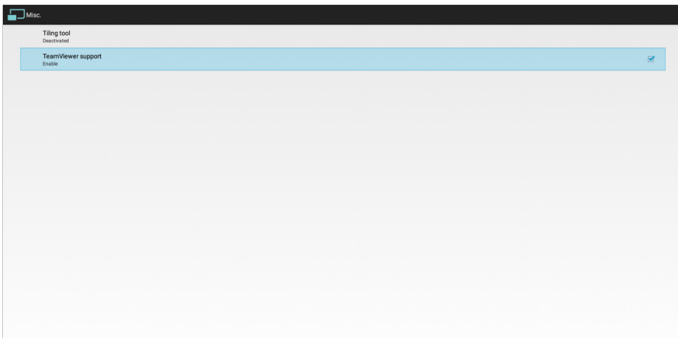 Misc.
Tiling tool
Deactivated
TeamViewer support
Enable